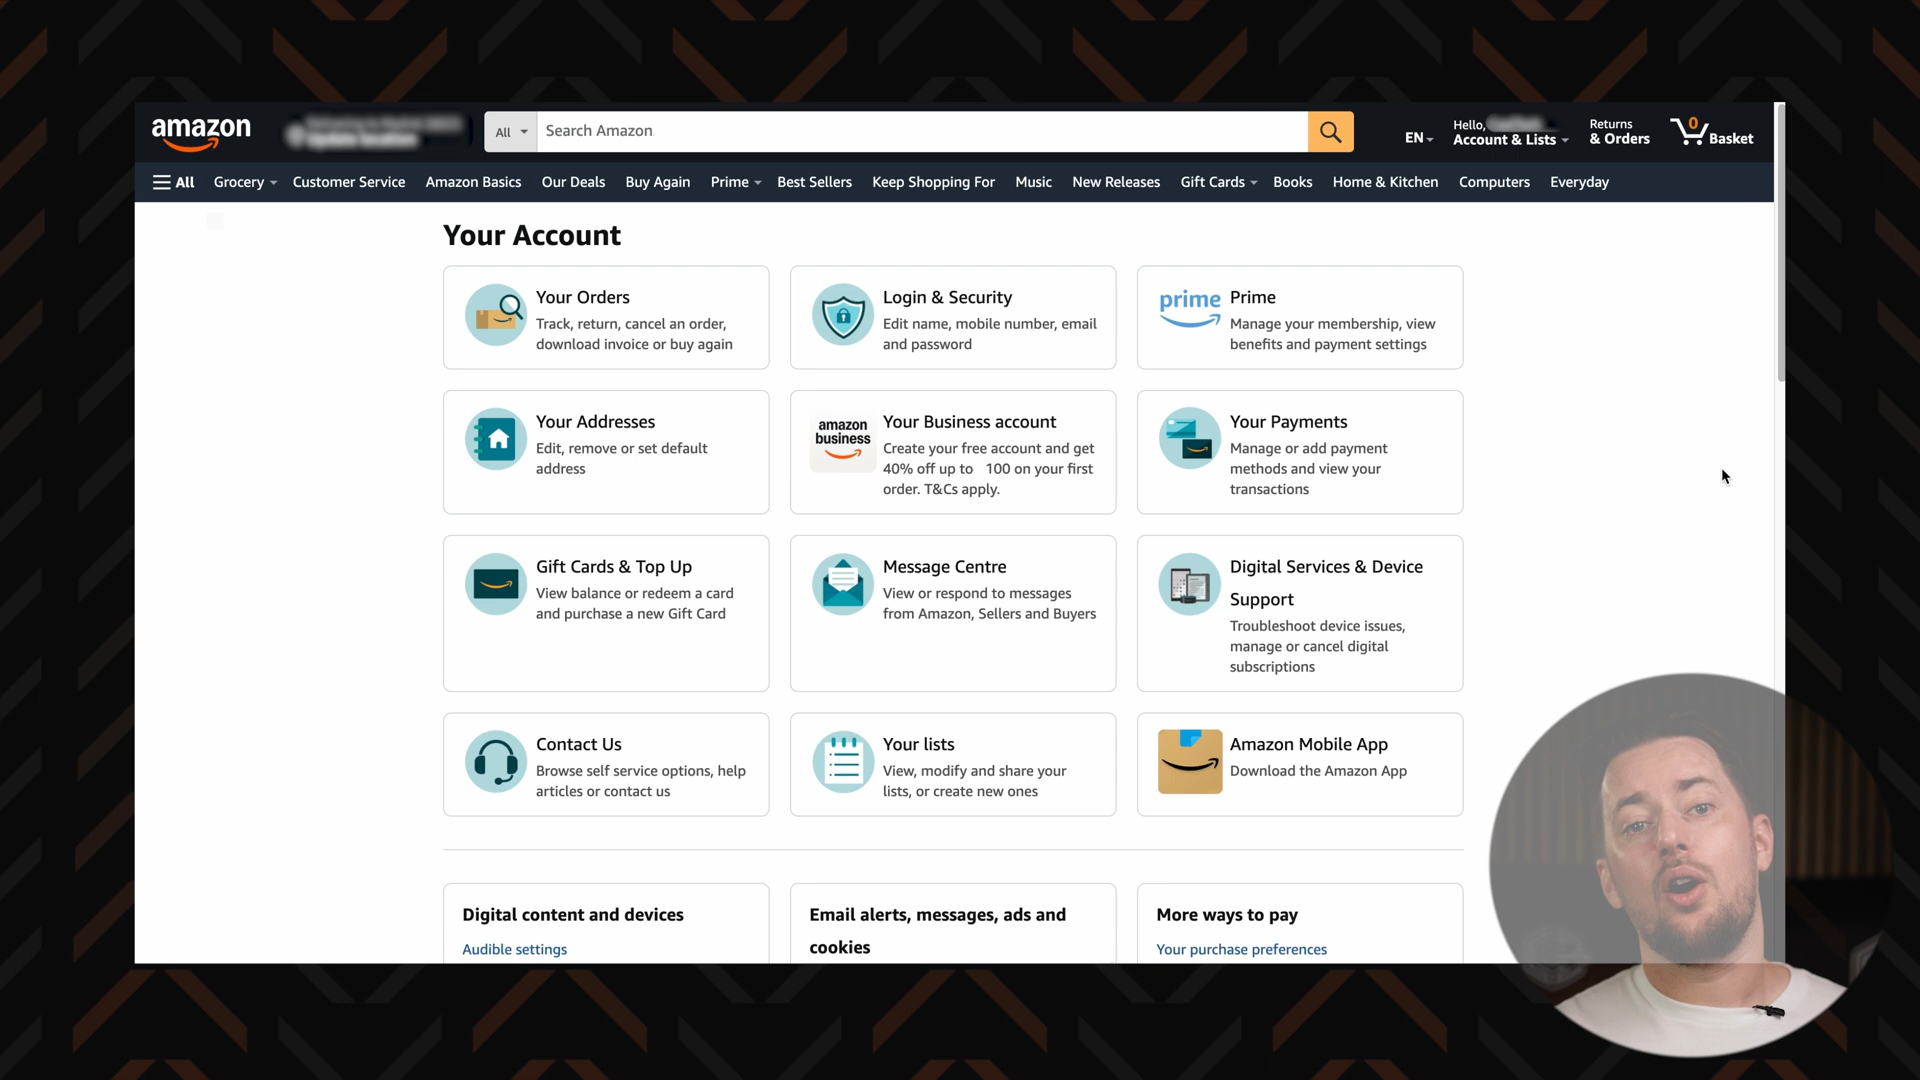 amazon
All
Search Amazon
EN
Hello,
Account & Lists
Returns
& Orders
0
Basket
All
Grocery
Customer Service
Amazon Basics
Our Deals
Buy Again
Prime
Best Sellers
Keep Shopping For
Music
New Releases
Gift Cards
Books
Home & Kitchen
Computers
Everyday
Your Account
Your Orders
Track, return, cancel an order,
download invoice or buy again
Login & Security
Edit name, mobile number, email
and password
prime
Prime
Manage your membership, view
benefits and payment settings
Your Addresses
Edit, remove or set default
address
amazon
business
Your Business account
Create your free account and get
40% off up to 100 on your first
order. T&Cs apply.
Your Payments
Manage or add payment
methods and view your
transactions
Gift Cards & Top Up
View balance or redeem a card
and purchase a new Gift Card
Message Centre
View or respond to messages
from Amazon, Sellers and Buyers
Digital Services & Device
Support
Troubleshoot device issues,
manage or cancel digital
subscriptions
Contact Us
Browse self service options, help
articles or contact us
Your lists
View, modify and share your
lists, or create new ones
Amazon Mobile App
Download the Amazon App
Digital content and devices
Audible settings
Email alerts, messages, ads and
cookies
More ways to pay
Your purchase preferences